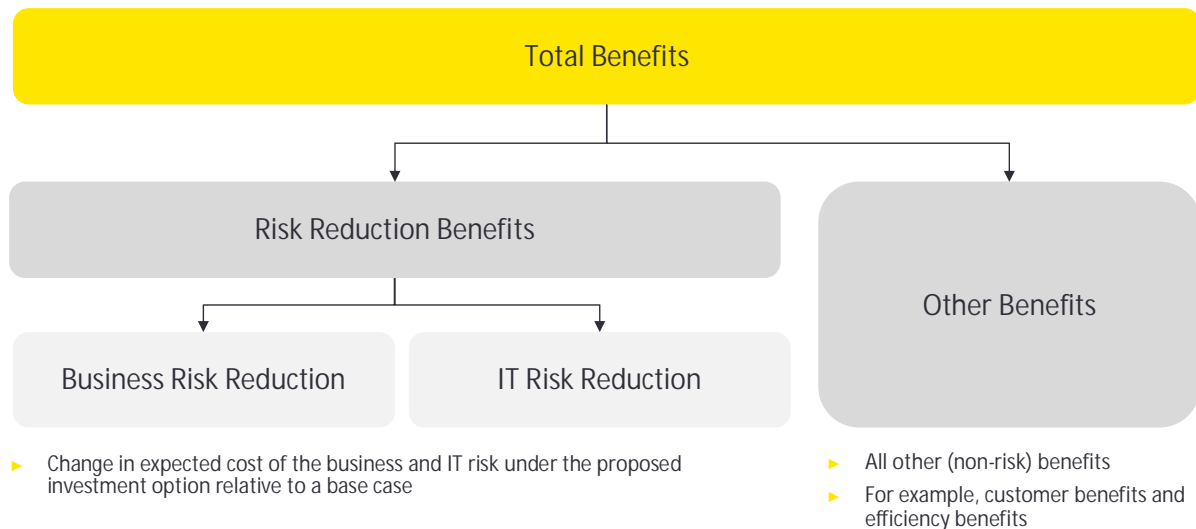 Total Benefits
Risk Reduction Benefits
Other Benefits
Business Risk Reduction
IT Risk Reduction
► Change in expected cost of the business and IT risk under the proposed
investment option relative to a base case
► All other (non-risk) benefits
► For example, customer benefits and
efficiency benefits